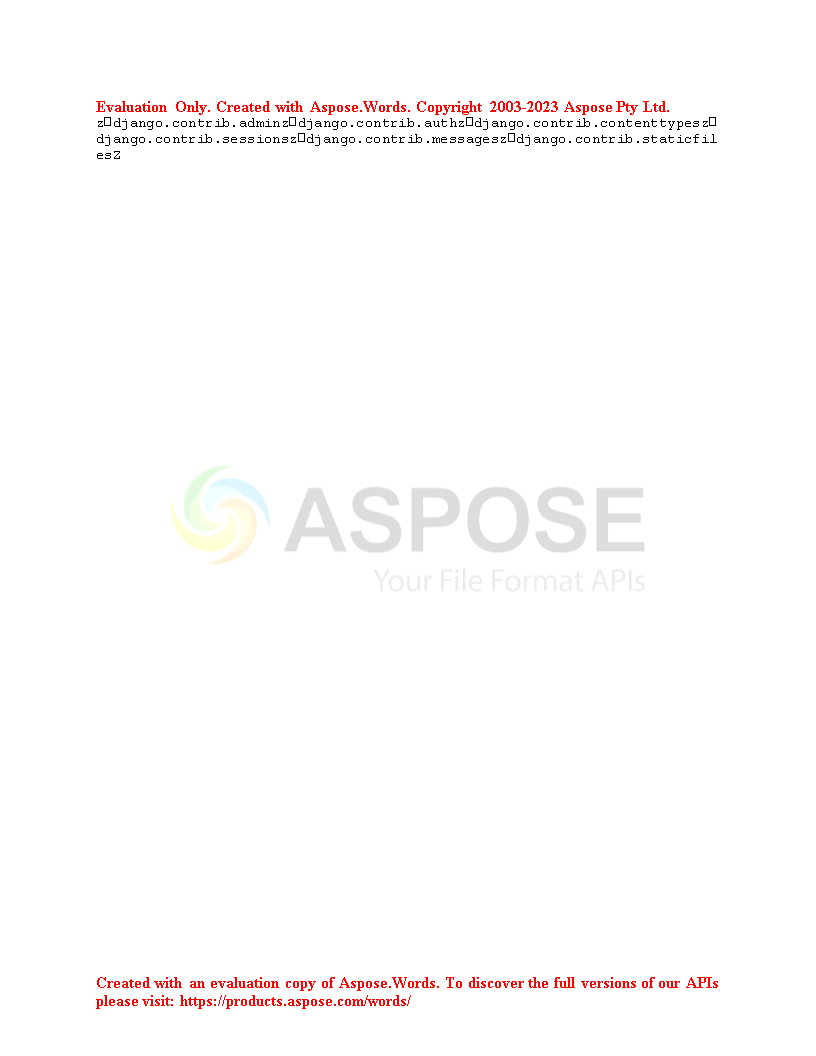 Evaluation Only. Created with Aspose.Words. Copyright 2003-2023 Aspose Pty Ltd.
z□django.contrib.adminz□django.contrib.authz□django.contrib.contenttypesz□
django.contrib.sessionsz□django.contrib.messagesz□django.contrib.staticfil
esZ
ASPOSE
Your File Format APIs
Created with an evaluation copy of Aspose.Words. To discover the full versions of our APIs
please visit: https://products.aspose.com/words/